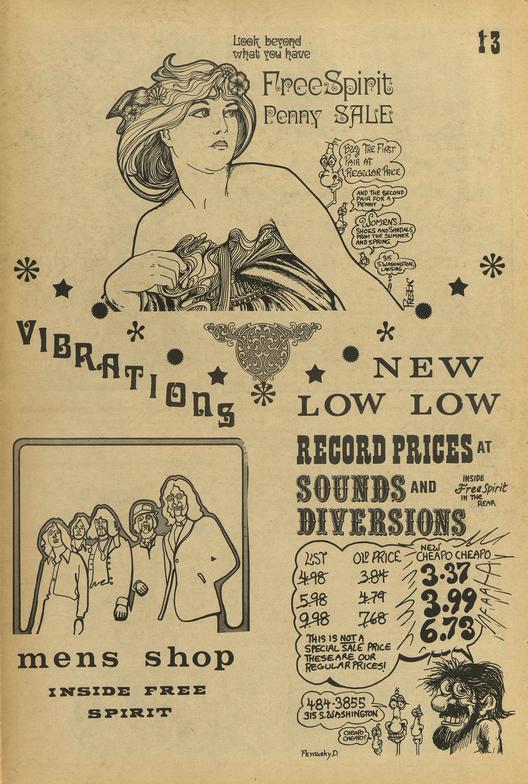 13
Look beyond
what you have
FreeSpirit
Penny SALE
Buy The First
Pair at
Regular Price
AND THE SECOND
PAIR FOR A
PENNY
Women's
SHOES AND SANDALS
FROM THE SUMMER
AND SPRING.
315
S. WASHINGTON,
LANSING
VIBRATIONS
mens shop
INSIDE FREE
SPIRIT
NEW
LOW LOW
RECORD PRICES AT
SOUNDS AND
DIVERSIONS
INSIDE
FreeSpirit
IN THE
REAR
LIST OLD PRICE NEW CHEAPO CHEAPO
4.98 3.84 3.37
5.98 4.79 3.99
9.98 7.68 6.73
THIS IS NOT A
SPECIAL SALE PRICE
THESE ARE OUR
REGULAR PRICES!
484-3855
315 S. WASHINGTON
CHEAPO
CHEAPO!